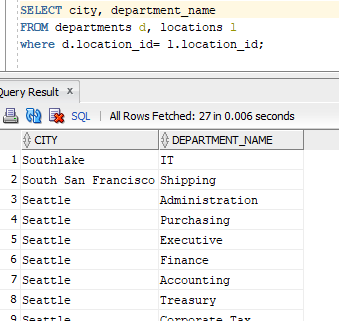 SELECT city, department_name
FROM departments d, locations l
where d.location_id= l.location_id;
Query Result x
SQL | All Rows Fetched: 27 in 0.006 seconds
CITY DEPARTMENT_NAME
1 Southlake IT
2 South San Francisco Shipping
3 Seattle Administration
4 Seattle Purchasing
5 Seattle Executive
6 Seattle Finance
7 Seattle Accounting
8 Seattle Treasury
9 Seattle Corporate Tax